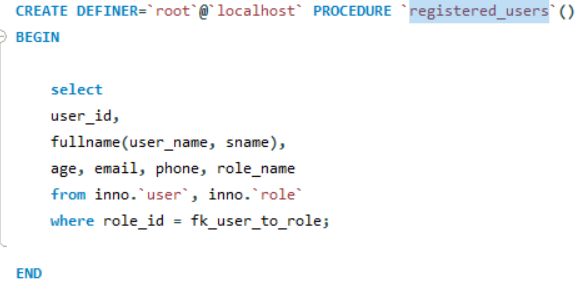 CREATE DEFINER=`root`@`localhost` PROCEDURE `registered_users`()
BEGIN
select
user_id,
fullname(user_name, sname),
age, email, phone, role_name
from inno.`user`, inno.`role`
where role_id = fk_user_to_role;
END